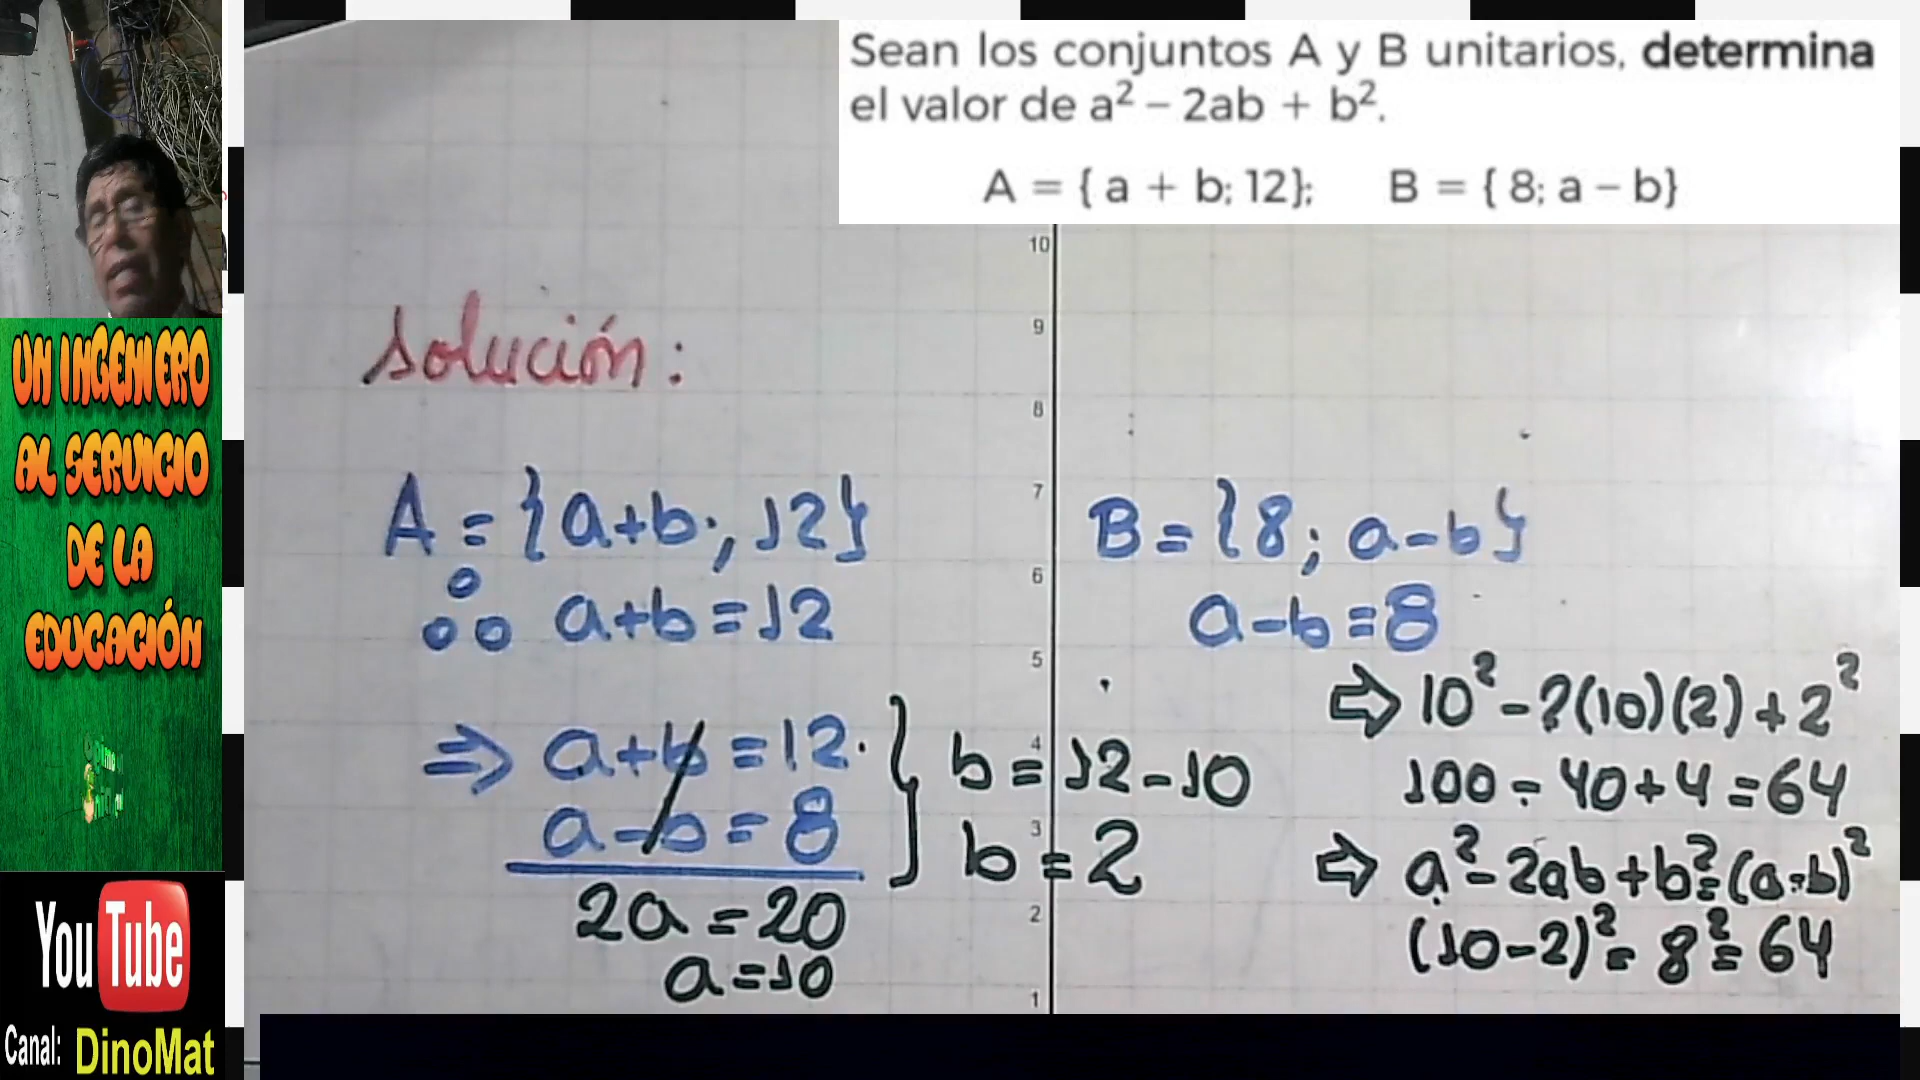 Sean los conjuntos A y B unitarios, determina
el valor de a² – 2ab + b².
A = { a + b; 12}; B = { 8; a – b}
Solución:
A = {a+b; 12}
∴ a+b = 12
⇒ a+b = 12
a-b = 8
2a = 20
a = 10
b = 12-10
b = 2
B = {8; a-b}
a-b = 8
⇨ 10² - 2(10)(2) + 2²
100 - 40 + 4 = 64
⇨ a² - 2ab + b² = (a-b)²
(10-2)² = 8² = 64
10
9
8
7
6
5
4
3
2
1
UN INGENIERO
AL SERVICIO
DE LA
EDUCACIÓN
YouTube
Canal: DinoMat